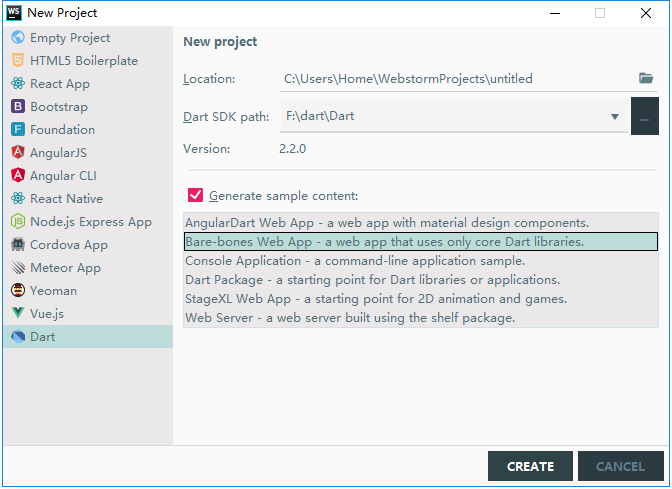 WS New Project
Empty Project
HTML5 Boilerplate
React App
Bootstrap
Foundation
AngularJS
Angular CLI
React Native
Node.js Express App
Cordova App
Meteor App
Yeoman
Vue.js
Dart
New project
Location: C:\Users\Home\WebstormProjects\untitled
Dart SDK path: F:\dart\Dart ...
Version: 2.2.0
Generate sample content:
AngularDart Web App - a web app with material design components.
Bare-bones Web App - a web app that uses only core Dart libraries.
Console Application - a command-line application sample.
Dart Package - a starting point for Dart libraries or applications.
StageXL Web App - a starting point for 2D animation and games.
Web Server - a web server built using the shelf package.
CREATE CANCEL